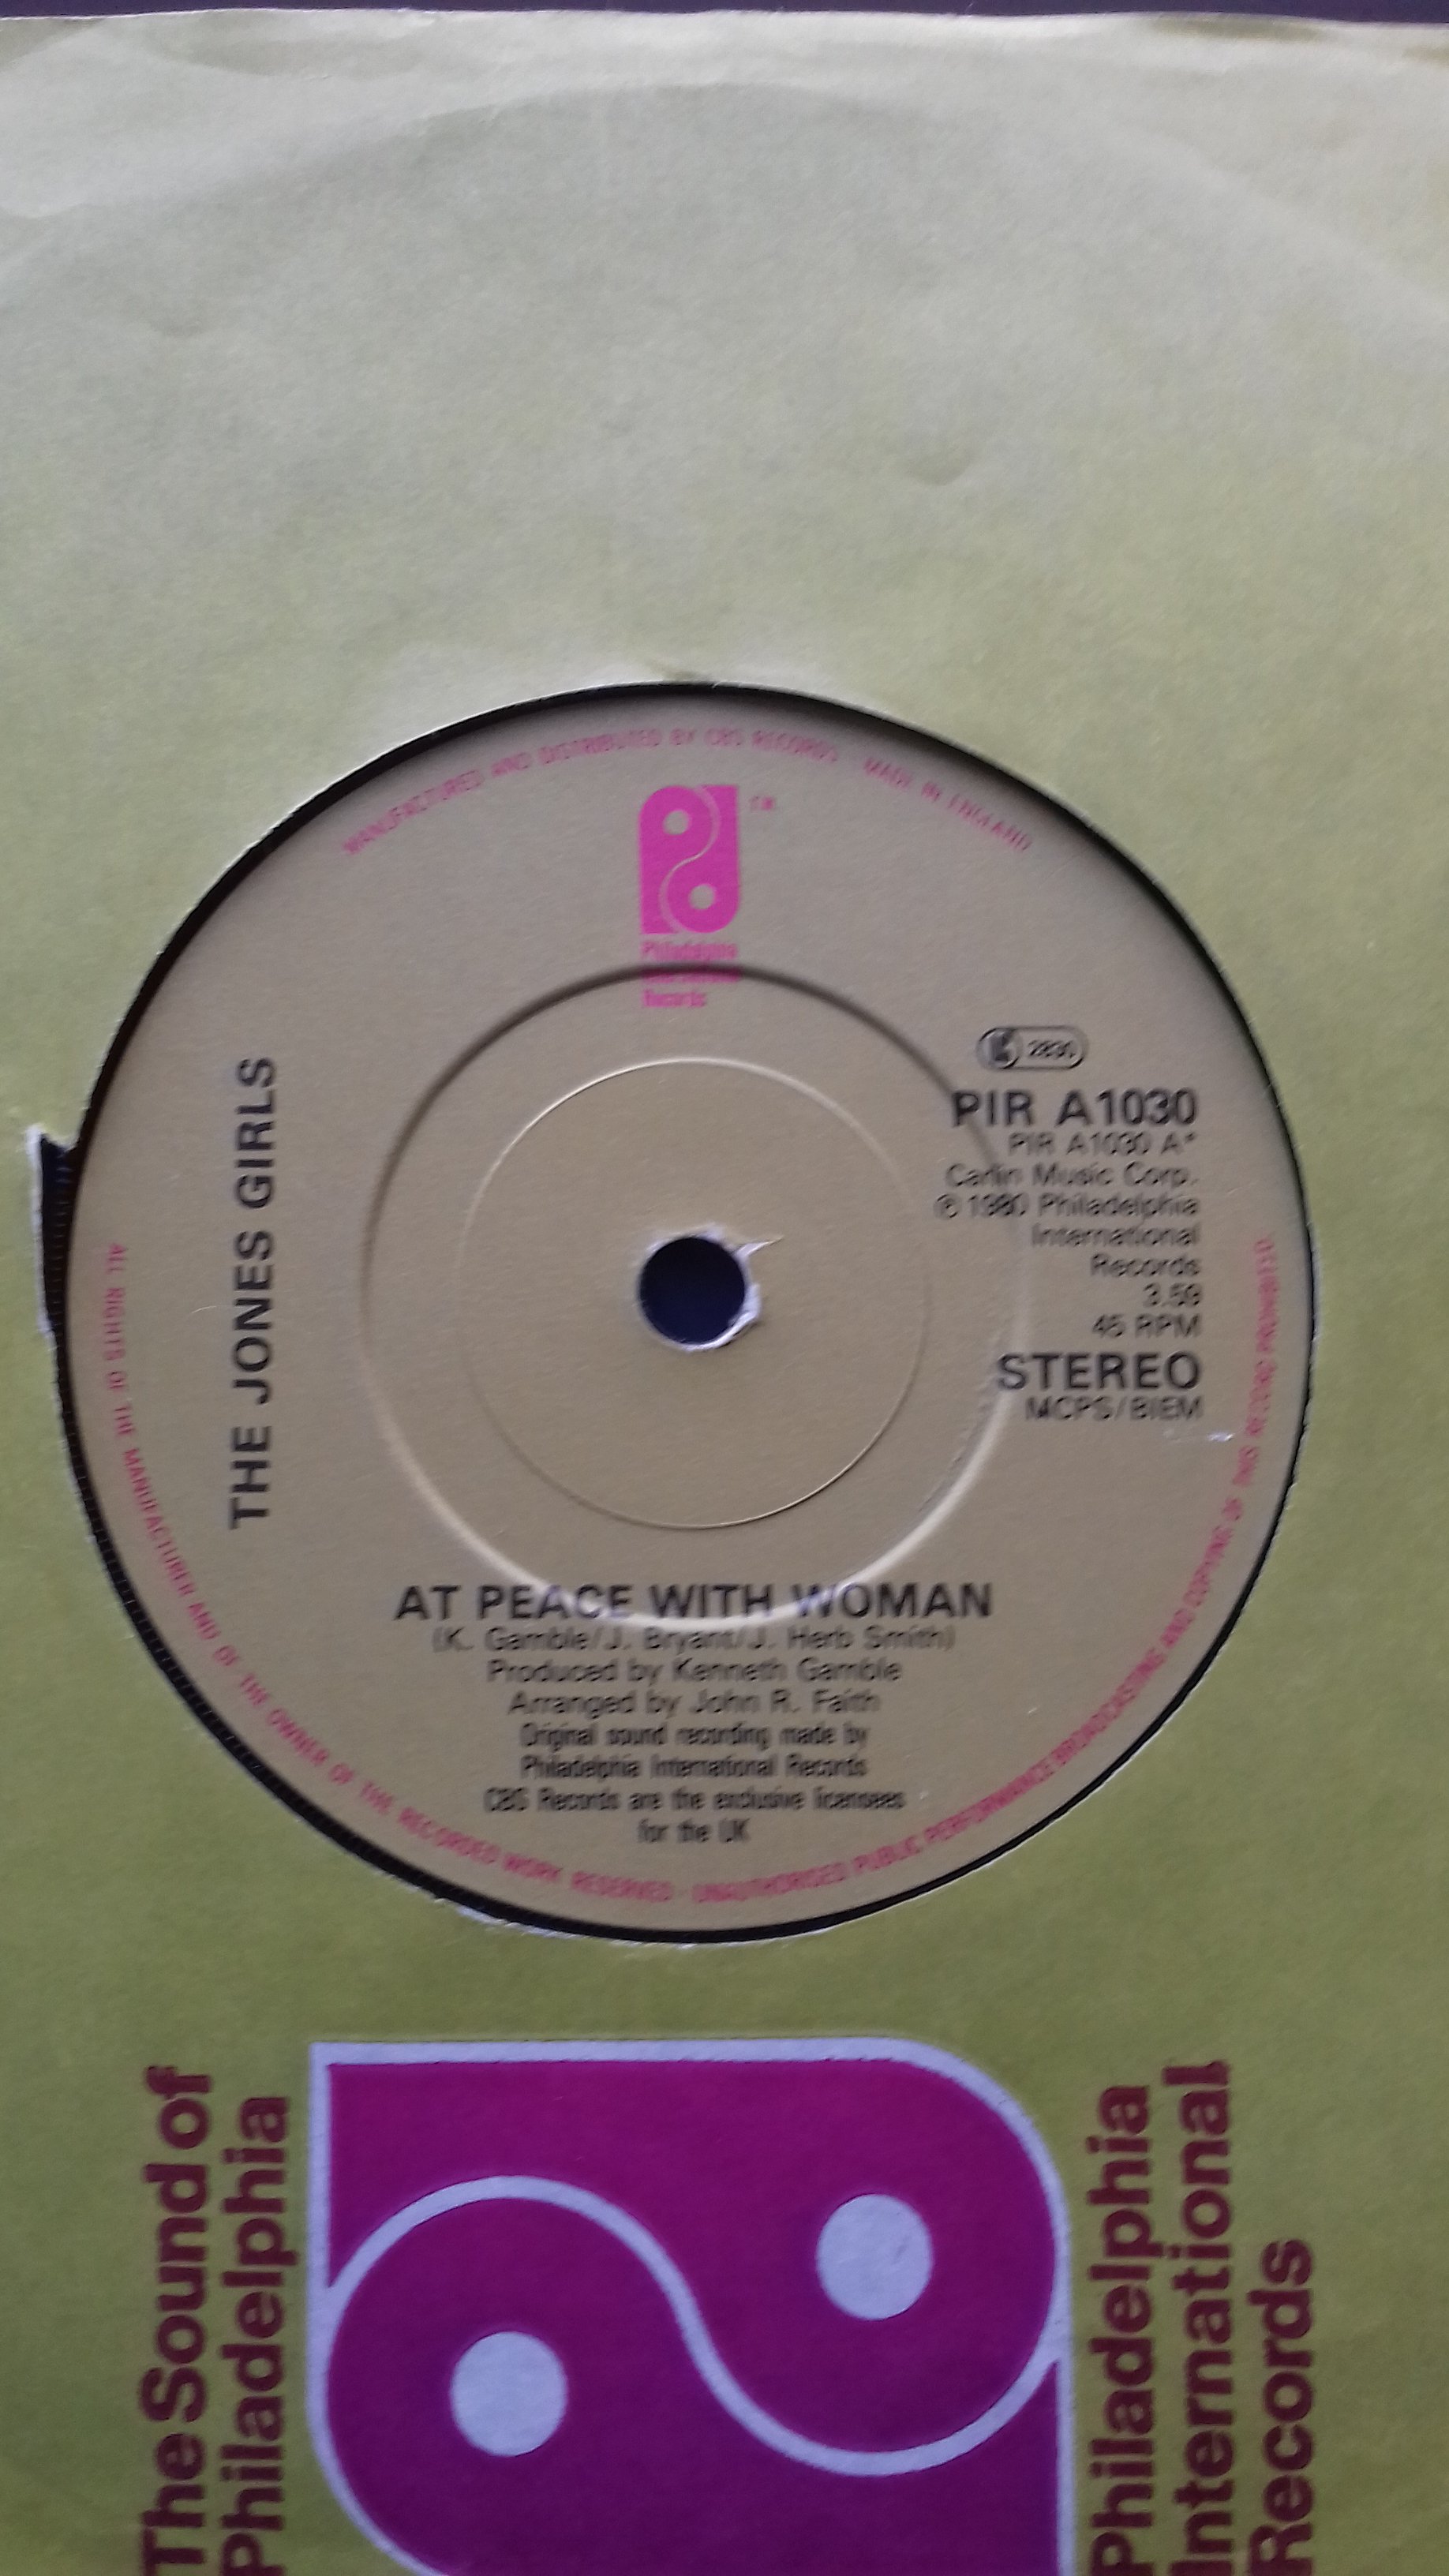 MANUFACTURED AND DISTRIBUTED BY CBS RECORDS · MADE IN ENGLAND
TM
Philadelphia
International
Records
2830
PIR A1030
PIR A1030 A*
Carlin Music Corp.
℗ 1980 Philadelphia
International
Records
3.59
45 RPM
STEREO
MCPS/BIEM
THE JONES GIRLS
AT PEACE WITH WOMAN
(K. Gamble/J. Bryant/J. Herb Smith)
Produced by Kenneth Gamble
Arranged by John R. Faith
Original sound recording made by
Philadelphia International Records
CBS Records are the exclusive licensees
for the UK
ALL RIGHTS OF THE MANUFACTURER AND OF THE OWNER OF THE RECORDED WORK RESERVED · UNAUTHORISED PUBLIC PERFORMANCE BROADCASTING AND COPYING OF THIS RECORD PROHIBITED.
The Sound of
Philadelphia
Philadelphia
International
Records